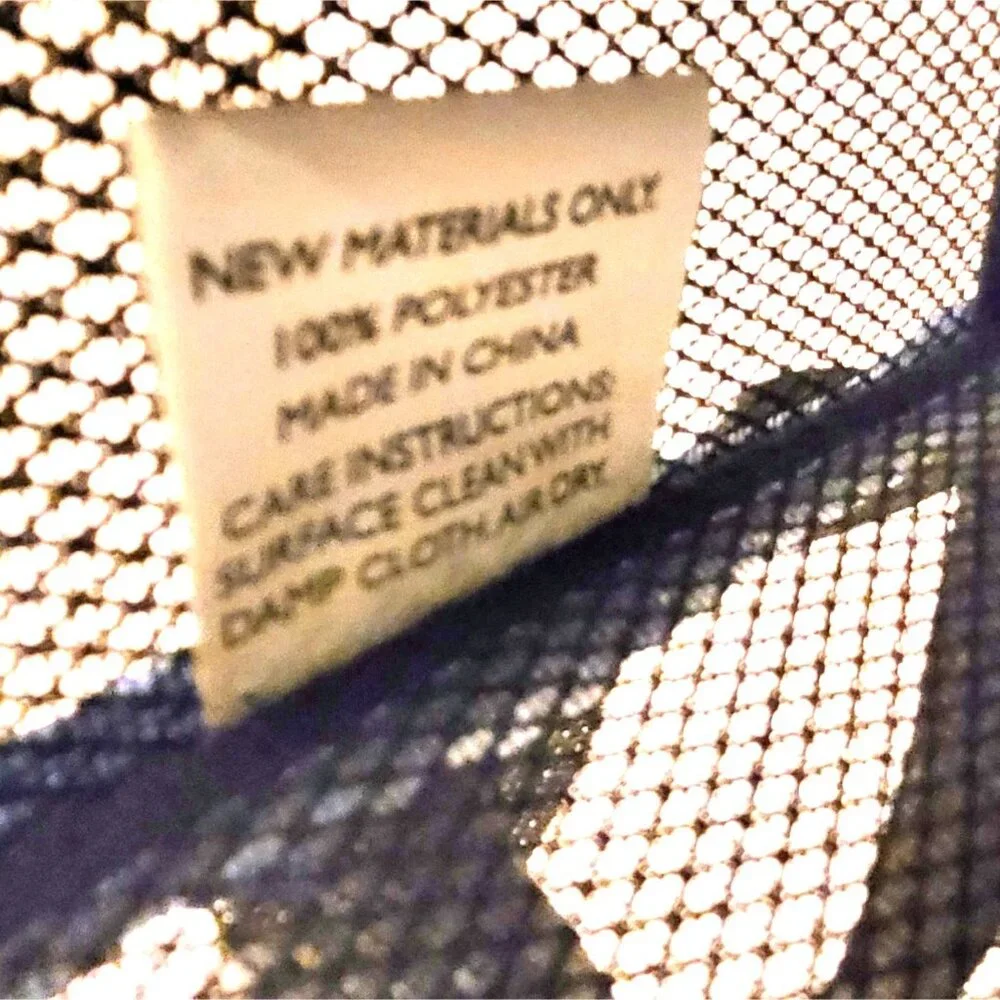 NEW MATERIALS ONLY.
100% POLYESTER
MADE IN CHINA
CARE INSTRUCTIONS:
SURFACE CLEAN WITH
DAMP CLOTH, AIR DRY.